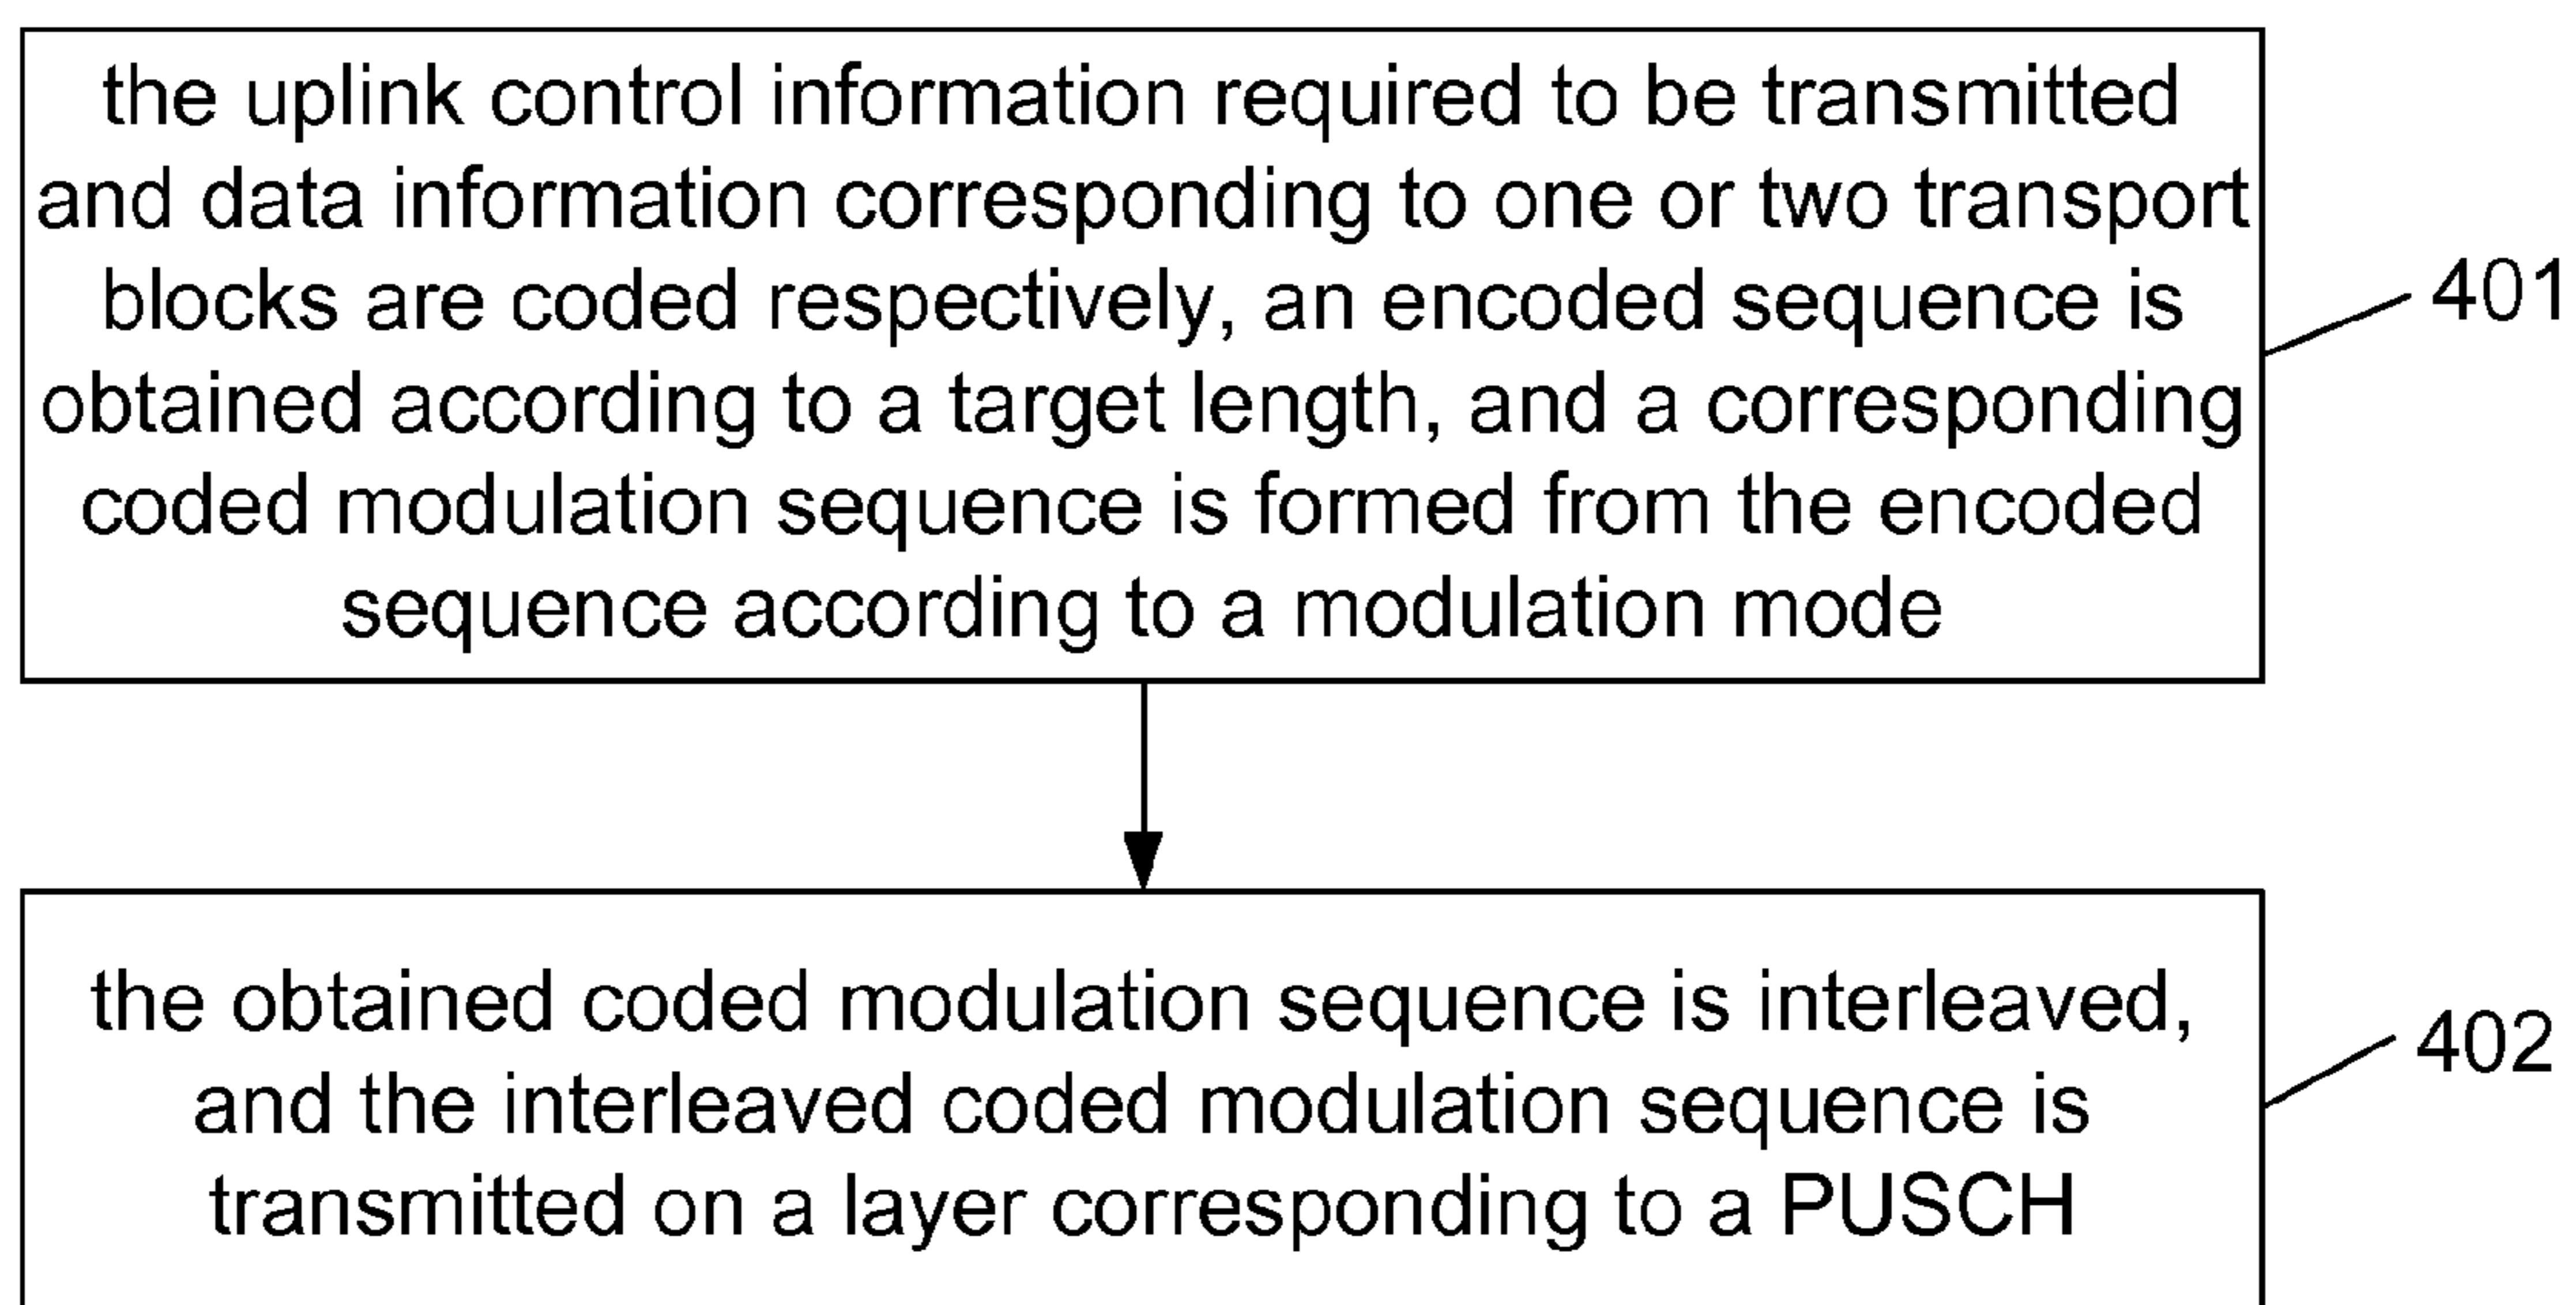 the uplink control information required to be transmitted
and data information corresponding to one or two transport
blocks are coded respectively, an encoded sequence is
obtained according to a target length, and a corresponding
coded modulation sequence is formed from the encoded
sequence according to a modulation mode
401
the obtained coded modulation sequence is interleaved,
and the interleaved coded modulation sequence is
transmitted on a layer corresponding to a PUSCH
402